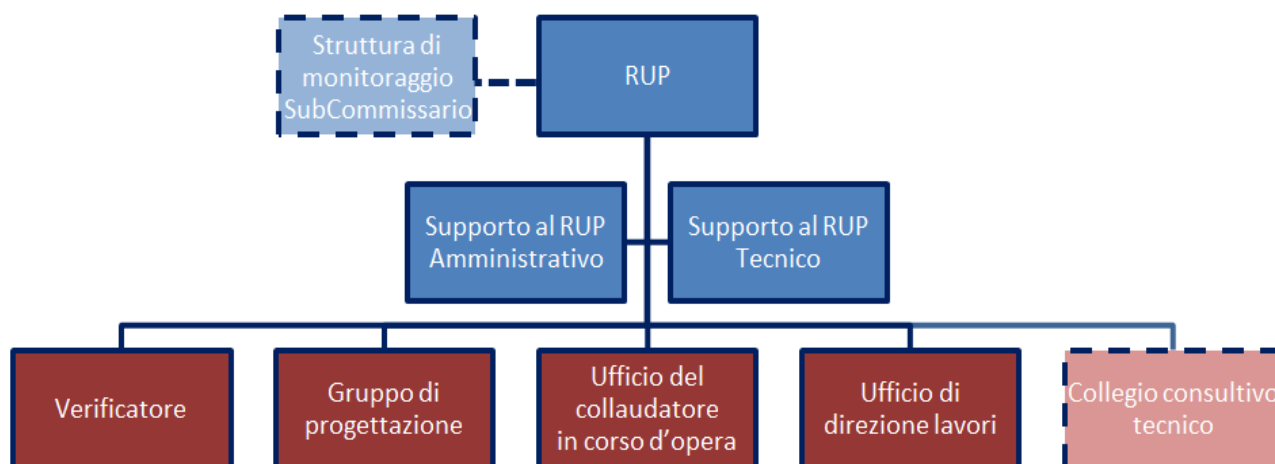 Struttura di
monitoraggio
SubCommissario
RUP
Supporto al RUP
Amministrativo
Supporto al RUP
Tecnico
Verificatore
Gruppo di
progettazione
Ufficio del
collaudatore
in corso d'opera
Ufficio di
direzione lavori
Collegio consultivo
tecnico